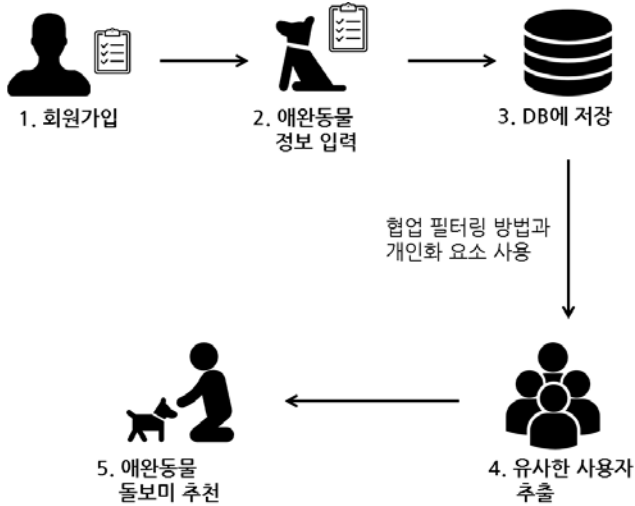 1. 회원가입
2. 애완동물
정보 입력
3. DB에 저장
협업 필터링 방법과
개인화 요소 사용
4. 유사한 사용자
추출
5. 애완동물
돌보미 추천